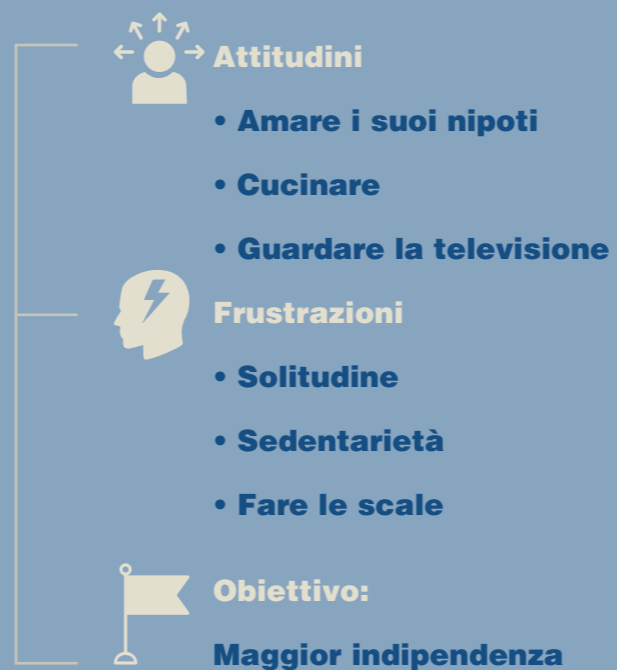 Attitudini
• Amare i suoi nipoti
• Cucinare
• Guardare la televisione
Frustrazioni
• Solitudine
• Sedentarietà
• Fare le scale
Obiettivo:
Maggior indipendenza